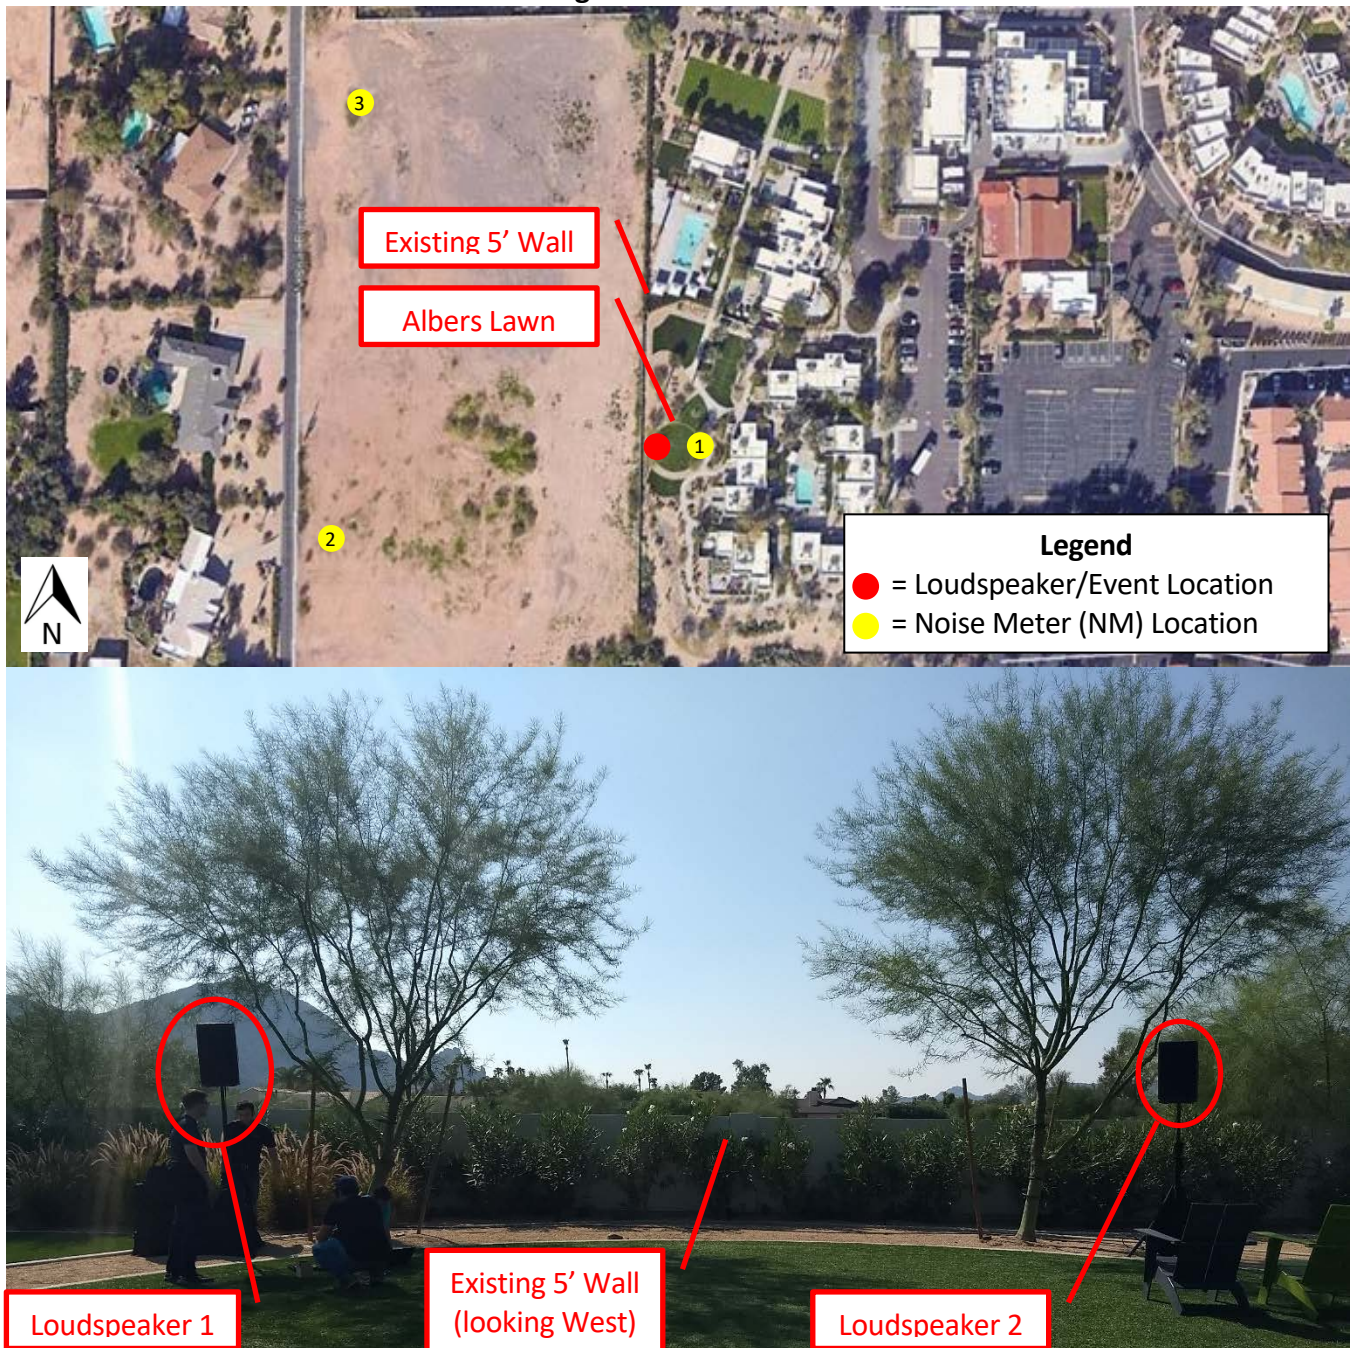 3
Existing 5' Wall
Albers Lawn
1
2
N
Legend
= Loudspeaker/Event Location
= Noise Meter (NM) Location
Loudspeaker 1
Existing 5' Wall
(looking West)
Loudspeaker 2